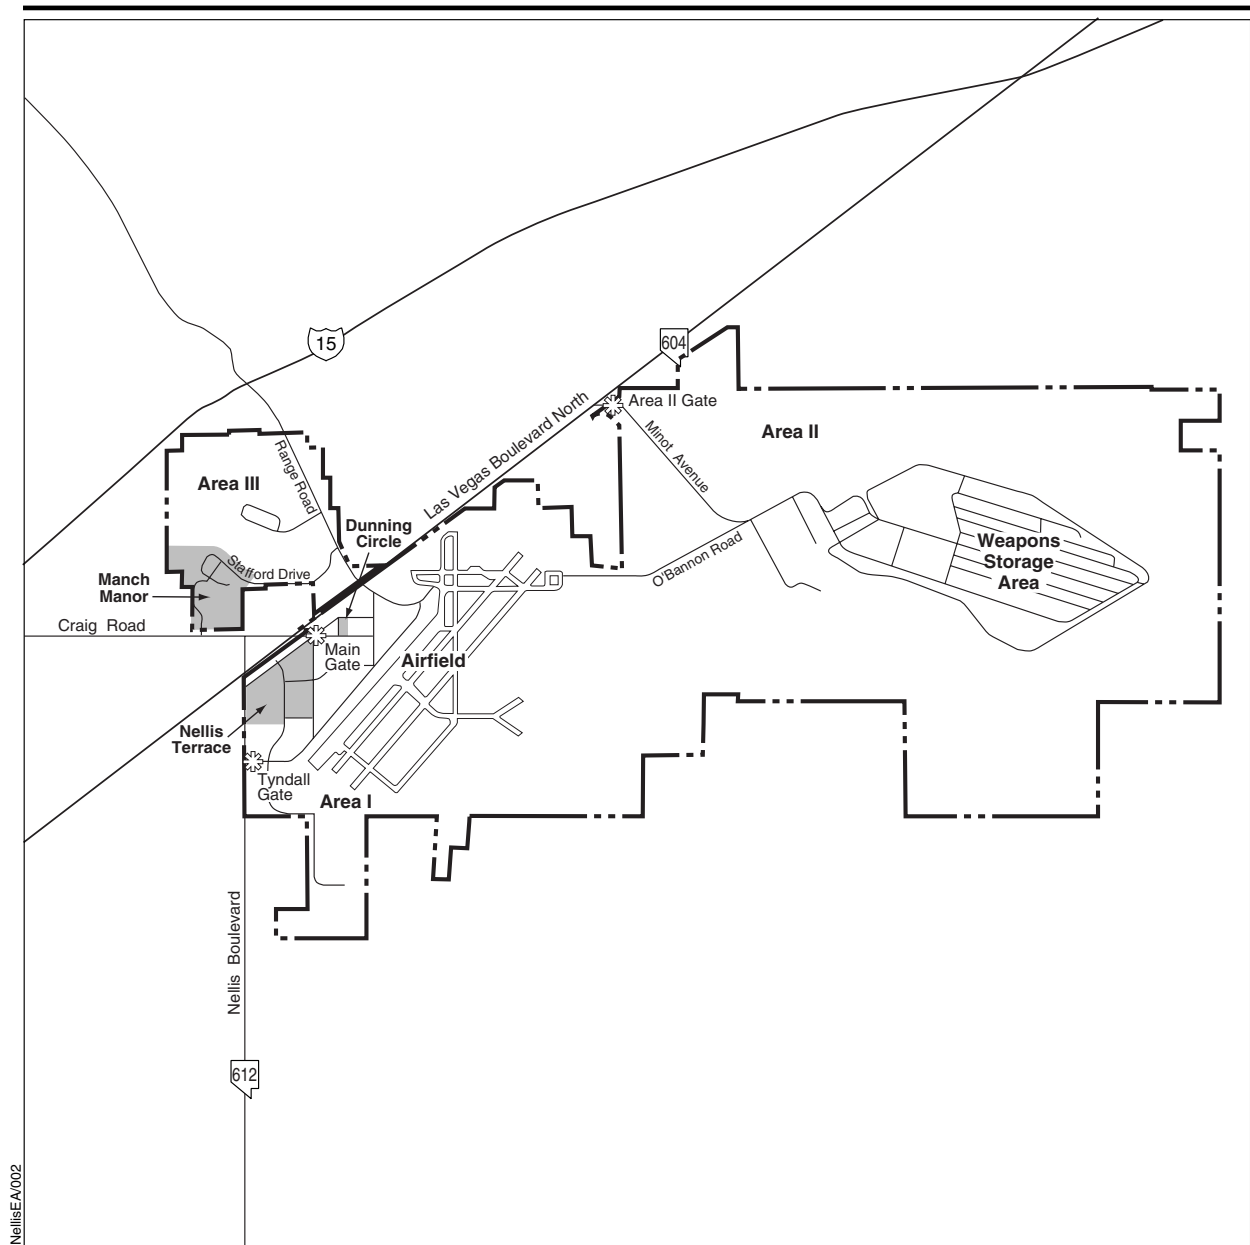 15
604
Las Vegas Boulevard North
Area II Gate
Minot Avenue
Area II
Range Road
Area III
Dunning
Circle
Weapons
Storage
Area
O'Bannon Road
Stafford Drive
Manch
Manor
Craig Road
Main
Gate
Airfield
Nellis
Terrace
Tyndall
Gate
Area I
Nellis Boulevard
612
NellisEA/002